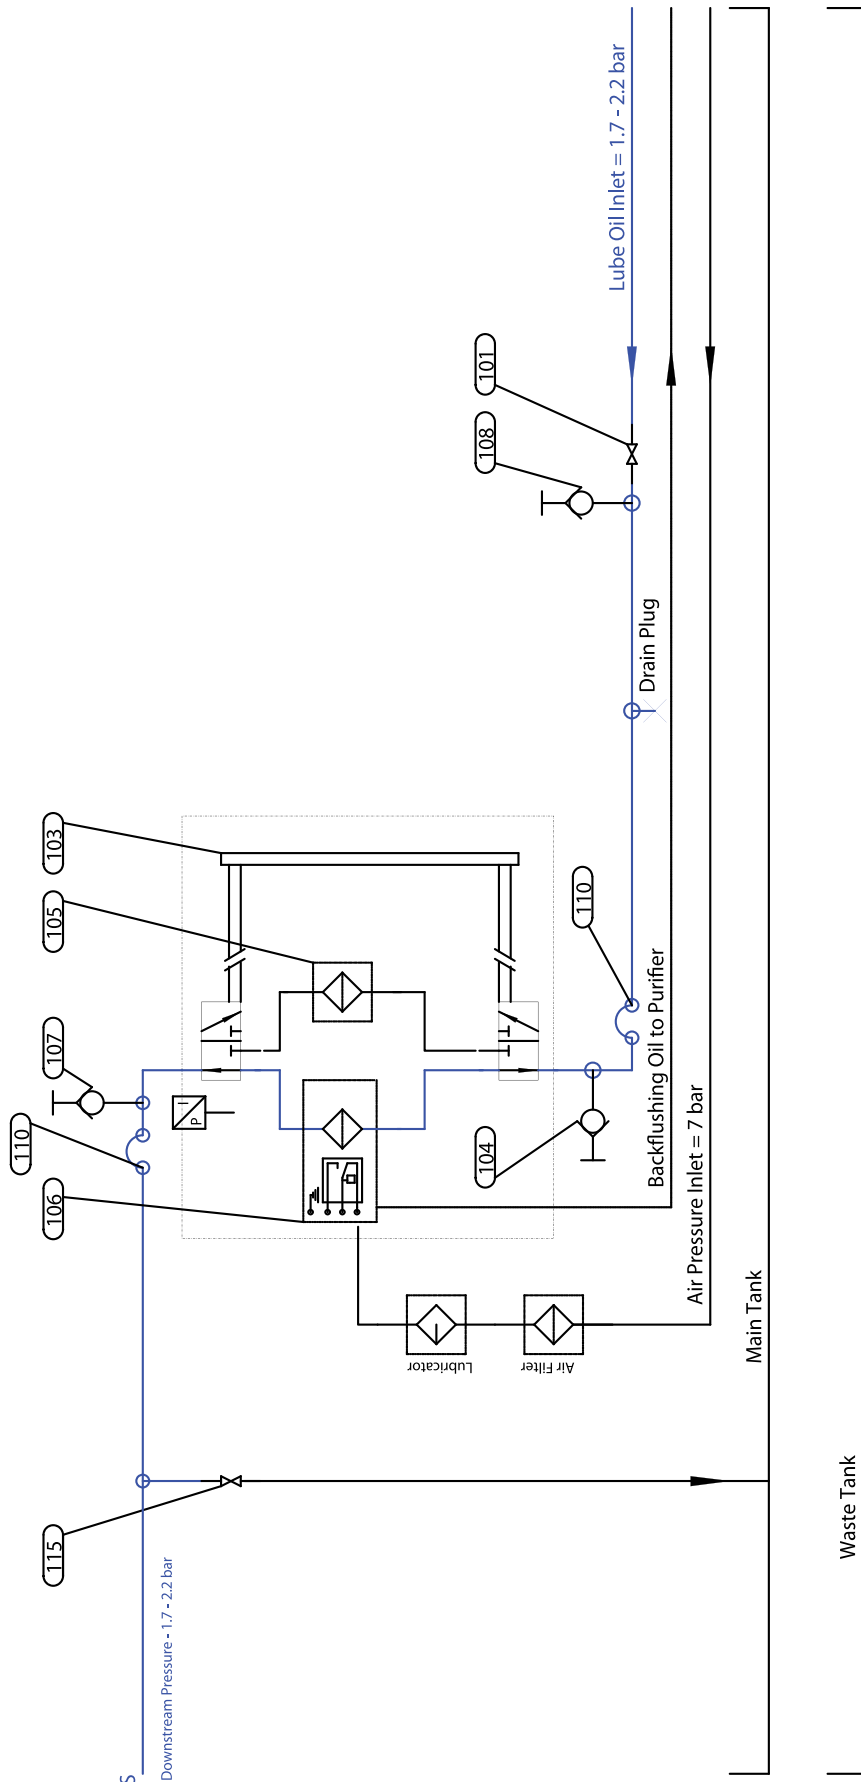 Lube Oil Inlet = 1.7 - 2.2 bar
101
108
Drain Plug
103
105
110
107
110
P I
104
106
Backflushing Oil to Purifier
Air Pressure Inlet = 7 bar
Main Tank
Lubricator
Air Filter
115
Downstream Pressure - 1.7 - 2.2 bar
s
Waste Tank